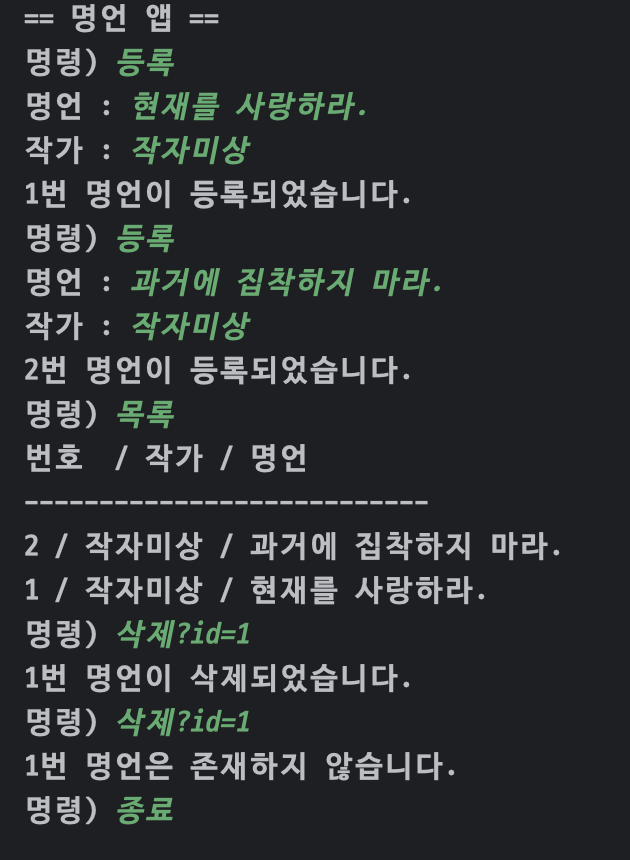 == 명언 앱 ==
명령) 등록
명언 : 현재를 사랑하라.
작가 : 작자미상
1번 명언이 등록되었습니다.
명령) 등록
명언 : 과거에 집착하지 마라.
작가 : 작자미상
2번 명언이 등록되었습니다.
명령) 목록
번호  / 작가 / 명언
---------------------------
2 / 작자미상 / 과거에 집착하지 마라.
1 / 작자미상 / 현재를 사랑하라.
명령) 삭제?id=1
1번 명언이 삭제되었습니다.
명령) 삭제?id=1
1번 명언은 존재하지 않습니다.
명령) 종료